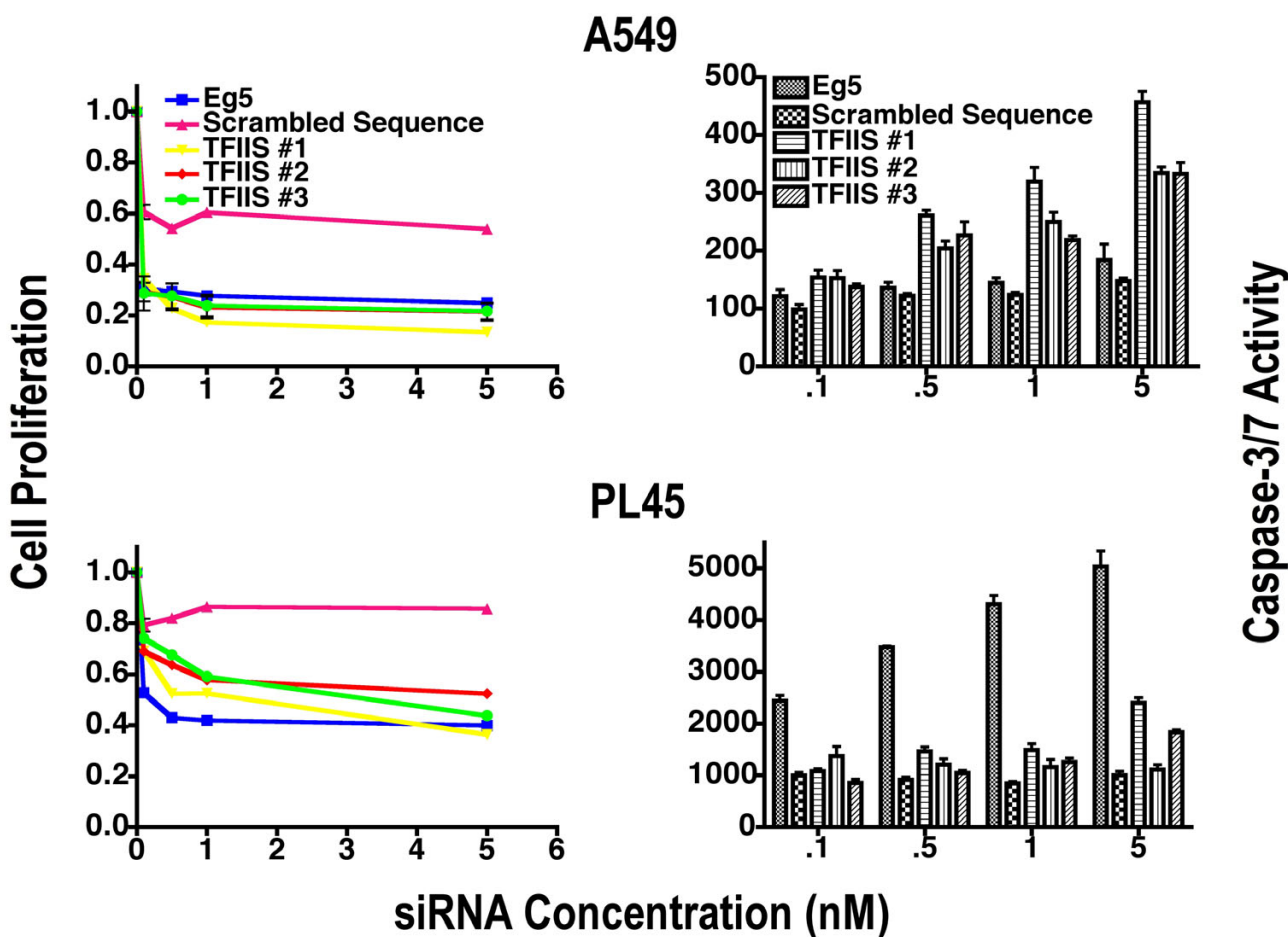 A549
Eg5
Scrambled Sequence
TFIIS #1
TFIIS #2
TFIIS #3
1.0
0.8
0.6
0.4
0.2
0.0
0 1 2 3 4 5 6
500
400
300
200
100
0
Eg5
Scrambled Sequence
TFIIS #1
TFIIS #2
TFIIS #3
.1 .5 1 5
Cell Proliferation
Caspase-3/7 Activity
PL45
1.0
0.8
0.6
0.4
0.2
0.0
0 1 2 3 4 5 6
5000
4000
3000
2000
1000
0
.1 .5 1 5
siRNA Concentration (nM)